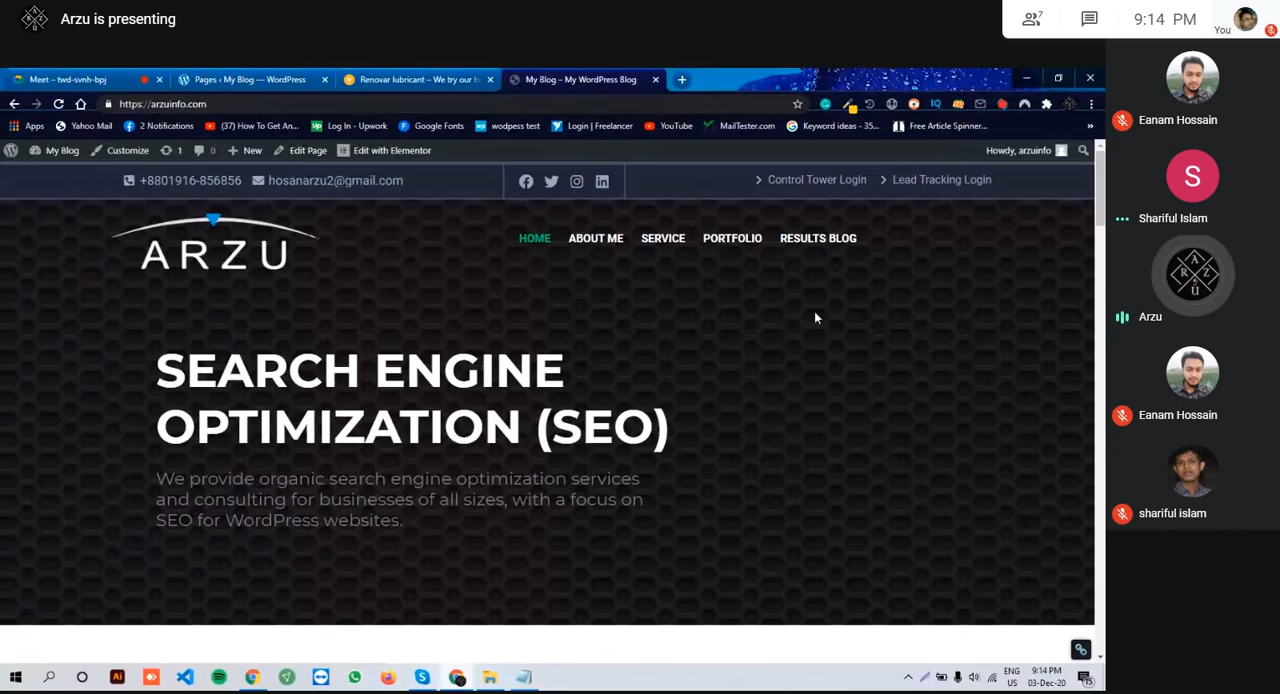 Arzu is presenting
7
9:14 PM
You
Meet – twd-svnh-bpj
Pages ‹ My Blog — WordPress
Renovar lubricant – We try our b
My Blog – My WordPress Blog
https://arzuinfo.com
Apps
Yahoo Mail
2 Notifications
(37) How To Get An...
Log In - Upwork
Google Fonts
wodpess test
Login | Freelancer
YouTube
MailTester.com
Keyword ideas - 35...
Free Article Spinner...
My Blog
Customize
1
0
New
Edit Page
Edit with Elementor
Howdy, arzuinfo
+8801916-856856
hosanarzu2@gmail.com
Control Tower Login
Lead Tracking Login
ARZU
HOME
ABOUT ME
SERVICE
PORTFOLIO
RESULTS BLOG
SEARCH ENGINE
OPTIMIZATION (SEO)
We provide organic search engine optimization services
and consulting for businesses of all sizes, with a focus on
SEO for WordPress websites.
Eanam Hossain
S
Shariful Islam
A
R Z
U
Arzu
Eanam Hossain
shariful islam
ENG
US
9:14 PM
03-Dec-20
15